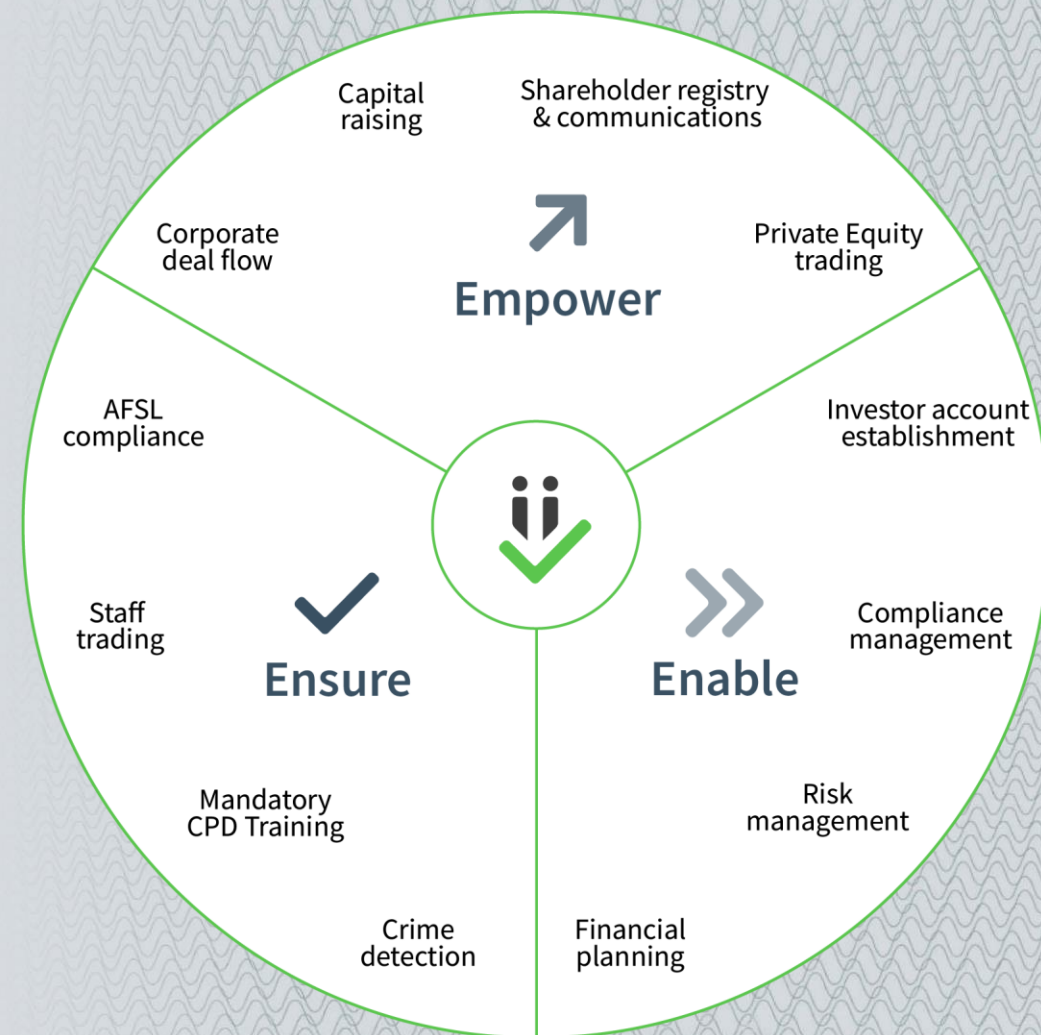 Capital
raising
Shareholder registry
& communications
Corporate
deal flow
Private Equity
trading
Empower
AFSL
compliance
Investor account
establishment
Staff
trading
Compliance
management
Ensure
Enable
Mandatory
CPD Training
Risk
management
Crime
detection
Financial
planning